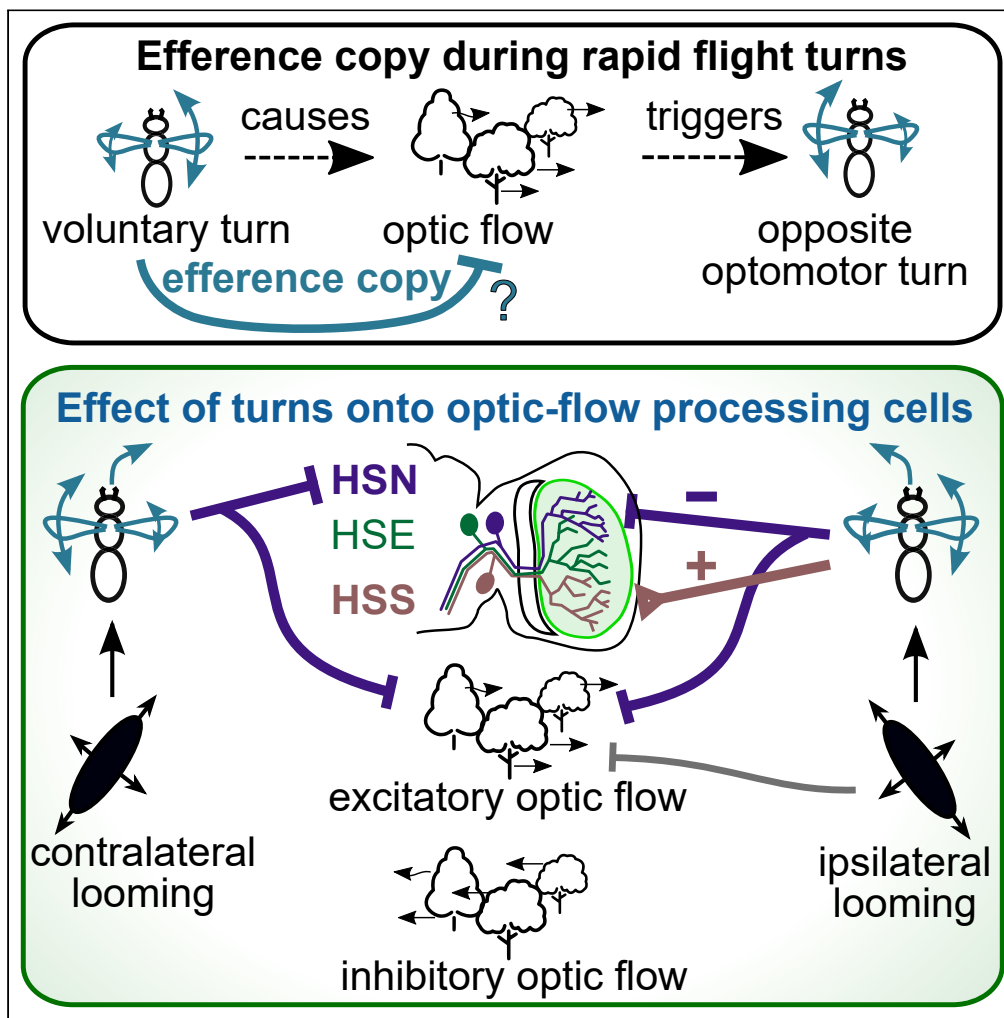 Efference copy during rapid flight turns
causes
triggers
voluntary turn
optic flow
opposite
optomotor turn
efference copy
?
Effect of turns onto optic-flow processing cells
HSN
HSE
HSS
-
+
excitatory optic flow
contralateral
looming
ipsilateral
looming
inhibitory optic flow